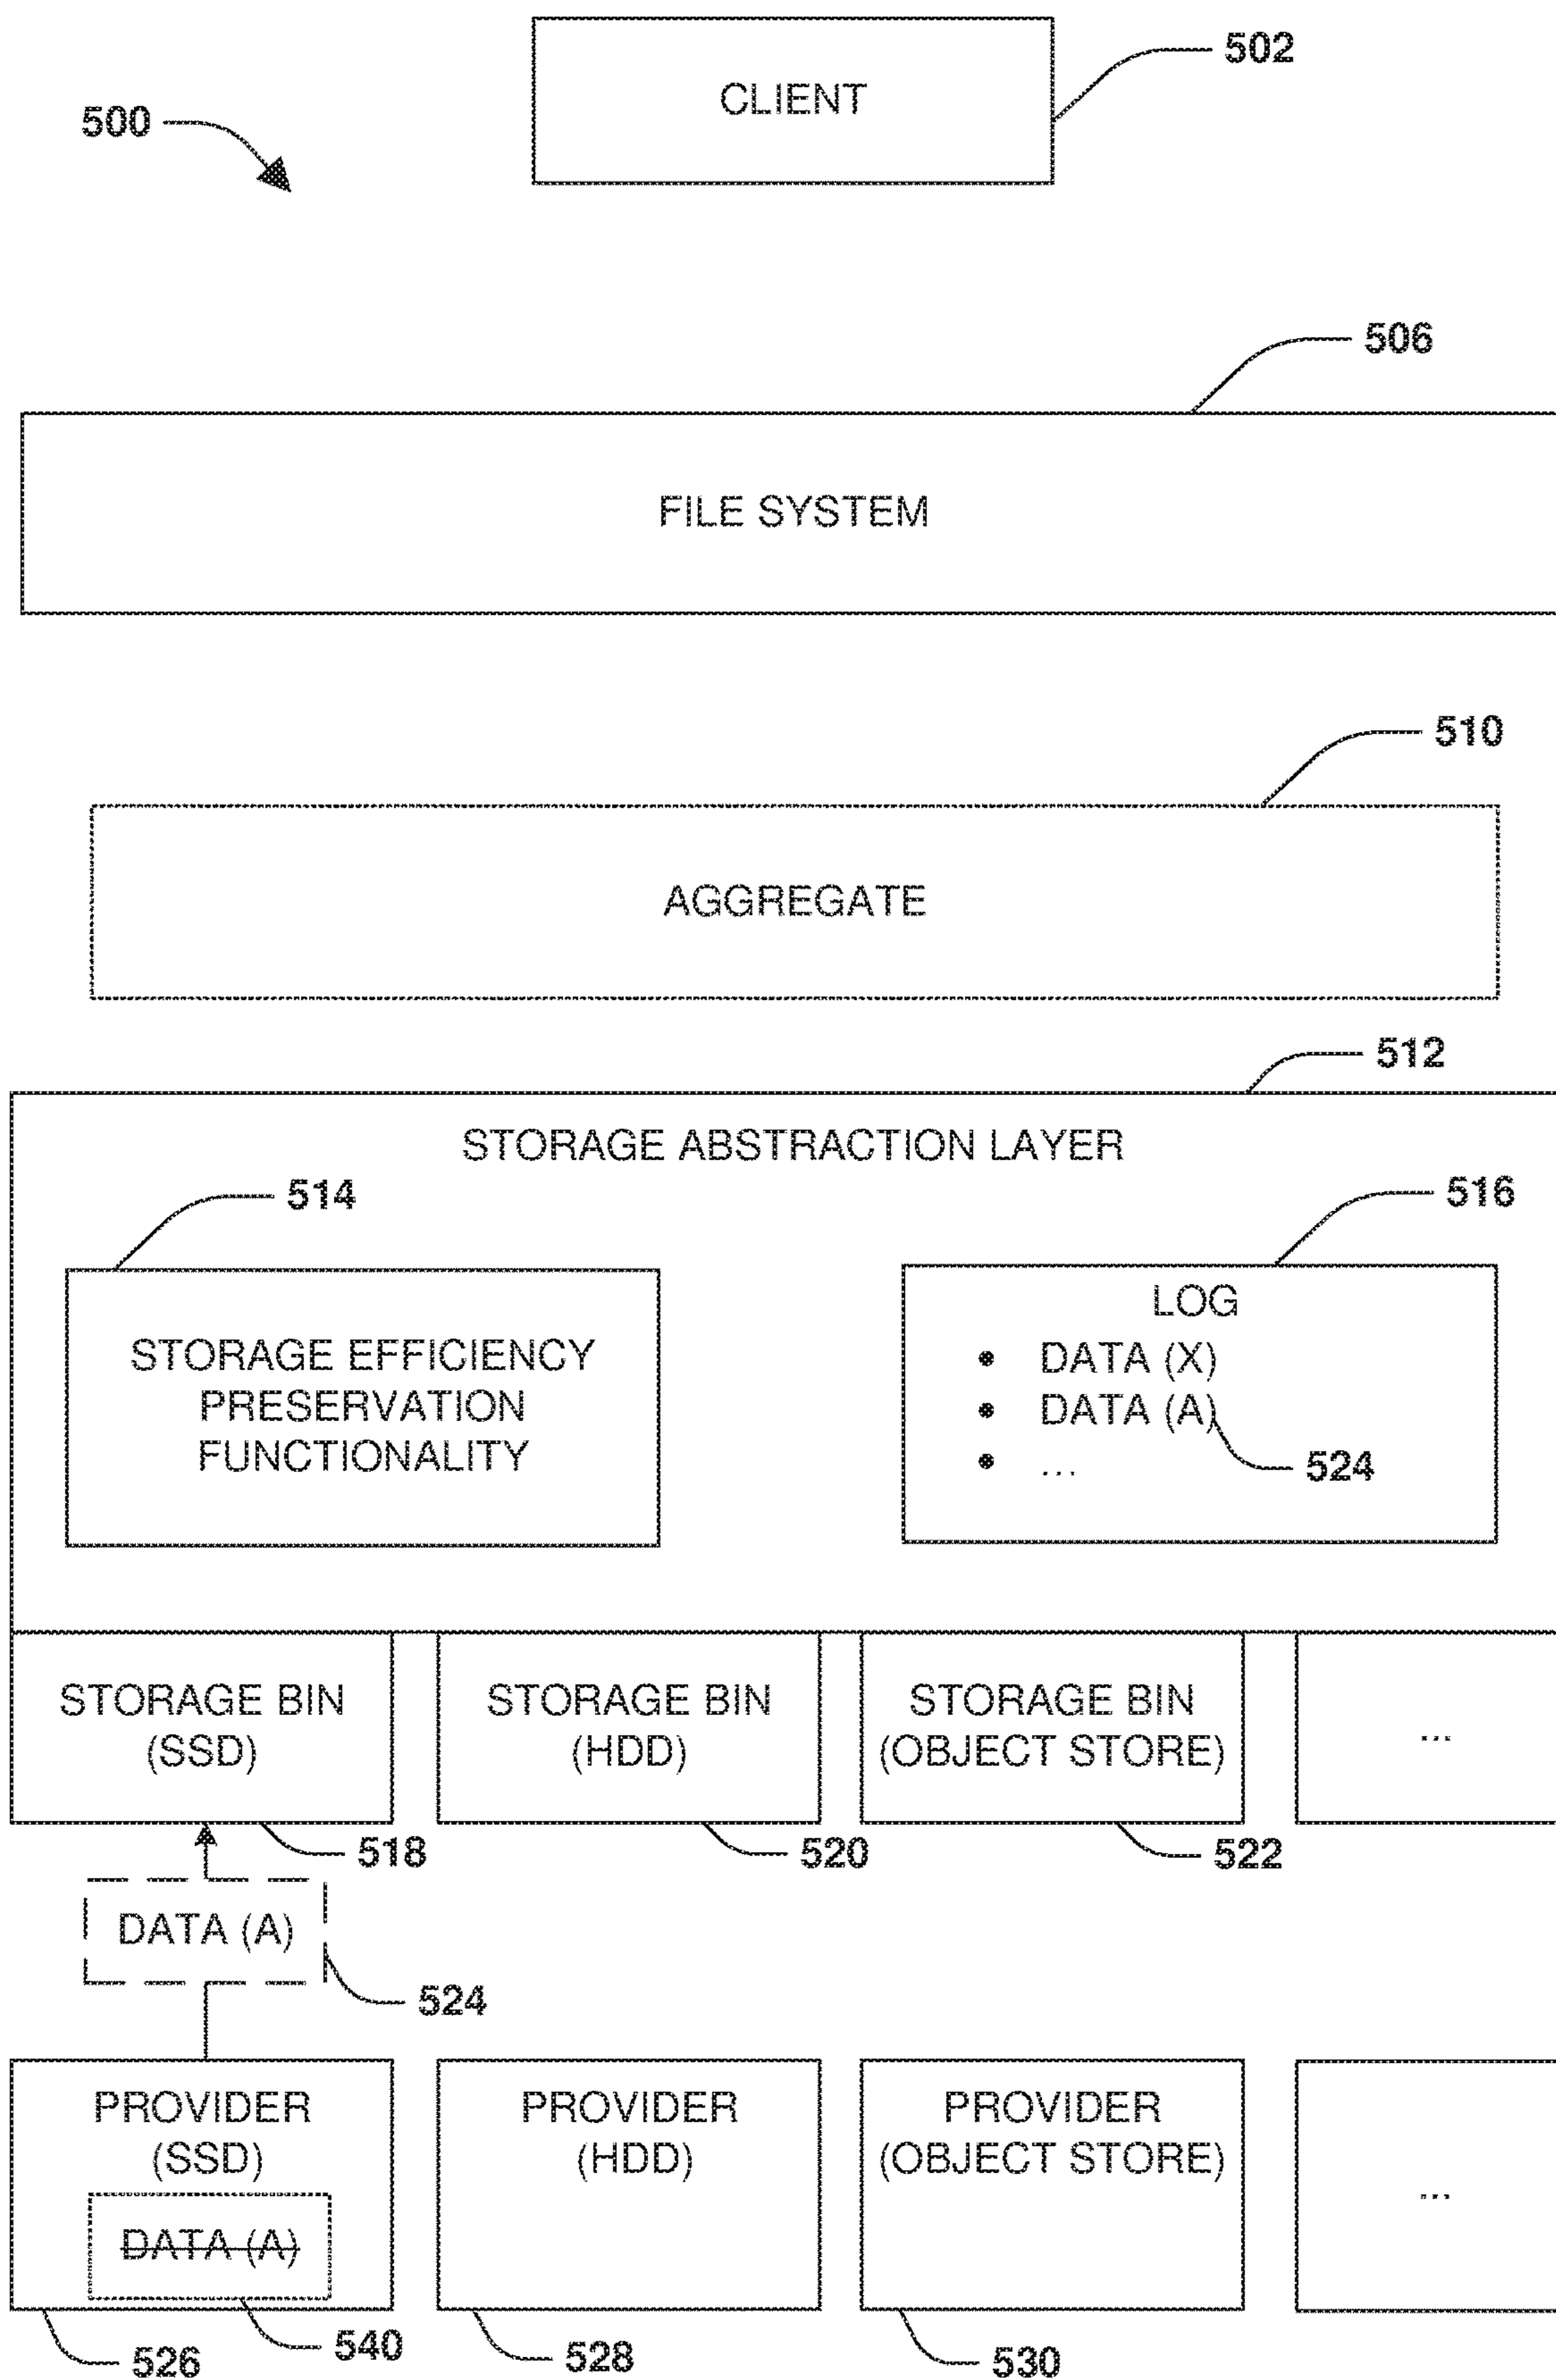 502
CLIENT
500
506
FILE SYSTEM
510
AGGREGATE
512
STORAGE ABSTRACTION LAYER
514
516
STORAGE EFFICIENCY
PRESERVATION
FUNCTIONALITY
LOG
• DATA (X)
• DATA (A)
• ...
524
STORAGE BIN
(SSD)
STORAGE BIN
(HDD)
STORAGE BIN
(OBJECT STORE)
...
518
520
522
DATA (A)
524
PROVIDER
(SSD)
DATA (A)
PROVIDER
(HDD)
PROVIDER
(OBJECT STORE)
...
526
540
528
530